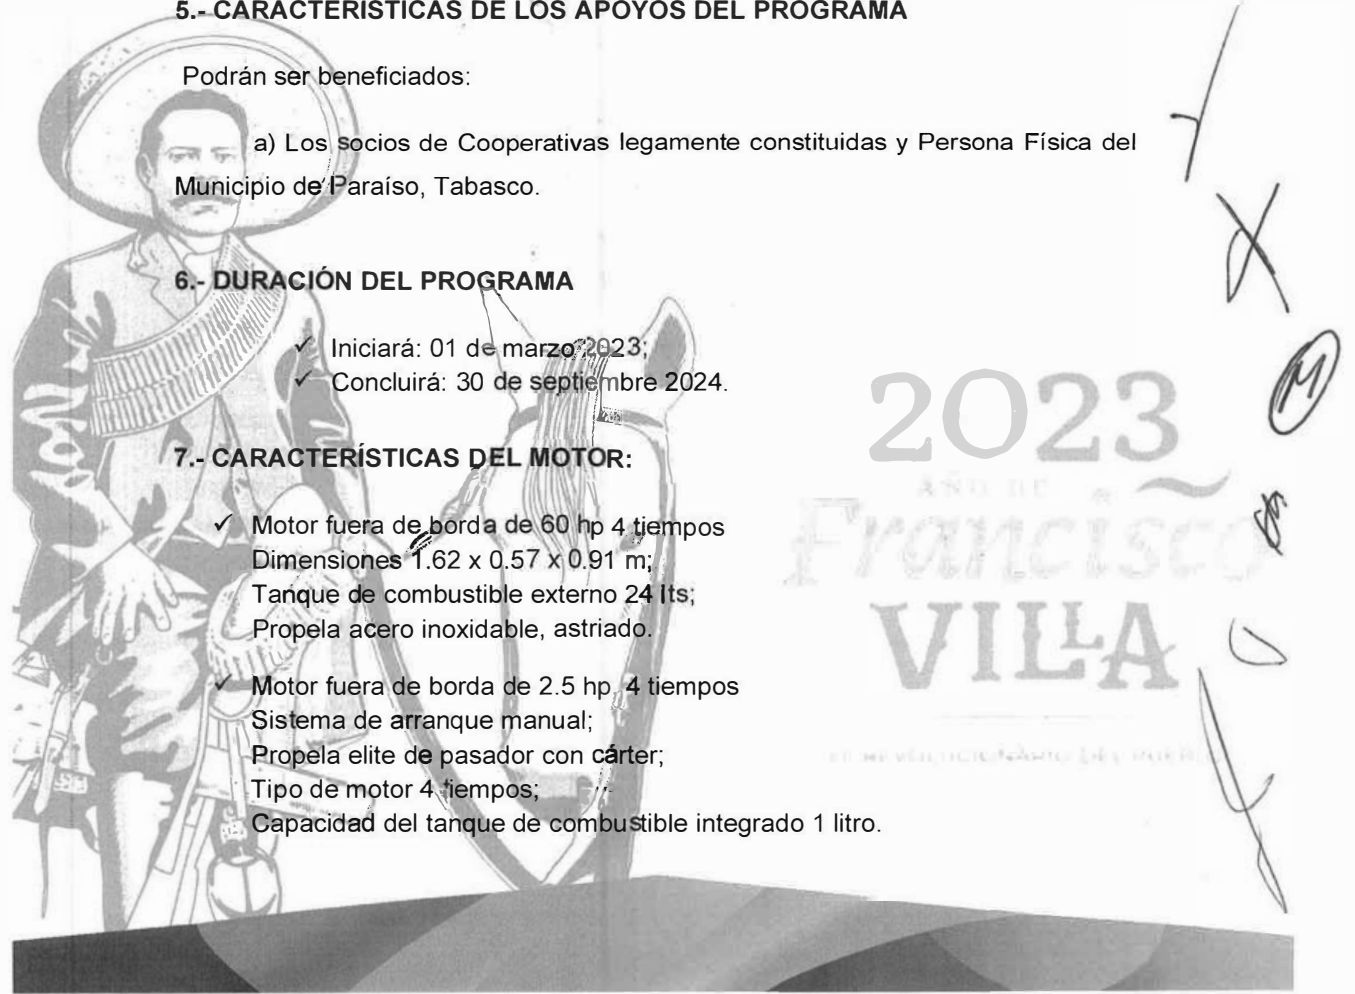 5.- CARACTERÍSTICAS DE LOS APOYOS DEL PROGRAMA
Podrán ser beneficiados:
a) Los socios de Cooperativas legamente constituidas y Persona Física del
Municipio de Paraíso, Tabasco.
6.- DURACIÓN DEL PROGRAMA
✓ Iniciará: 01 de marzo 2023;
✓ Concluirá: 30 de septiembre 2024.
7.- CARACTERÍSTICAS DEL MOTOR:
✓ Motor fuera de borda de 60 hp 4 tiempos
Dimensiones 1.62 x 0.57 x 0.91 m;
Tanque de combustible externo 24 lts;
Propela acero inoxidable, astriado.
✓ Motor fuera de borda de 2.5 hp, 4 tiempos
Sistema de arranque manual;
Propela elite de pasador con cárter;
Tipo de motor 4 tiempos;
Capacidad del tanque de combustible integrado 1 litro.
2023
AÑO DE
Francisco
VILLA
EL REVOLUCIONARIO DEL PUEBLO